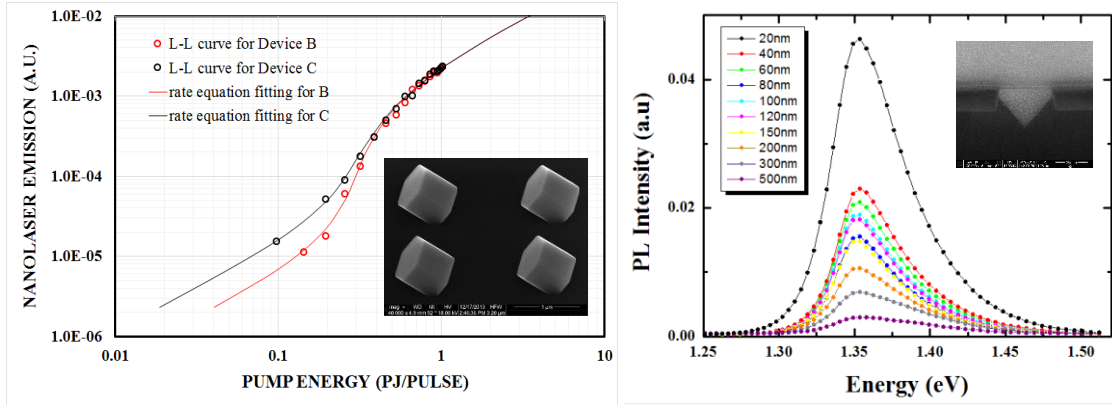 NANOLASER EMISSION (A.U.)
1.0E-02
1.0E-03
1.0E-04
1.0E-05
1.0E-06
L-L curve for Device B
L-L curve for Device C
rate equation fitting for B
rate equation fitting for C
1µm
0.01
0.1
1
10
PUMP ENERGY (PJ/PULSE)
PL Intensity (a.u)
0.04
0.02
0.00
20nm
40nm
60nm
80nm
100nm
120nm
150nm
200nm
300nm
500nm
1.25
1.30
1.35
1.40
1.45
1.50
Energy (eV)